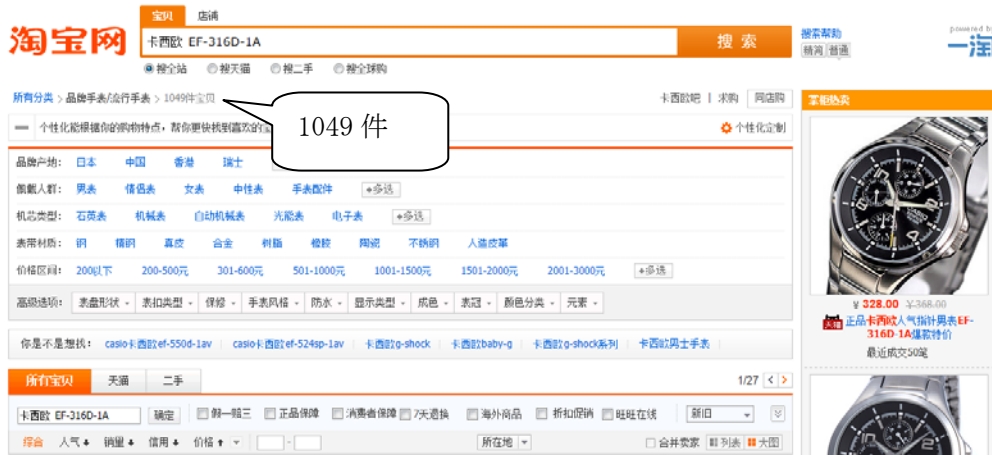 宝贝 店铺
淘宝网
卡西欧 EF-316D-1A
搜 索
搜索帮助
精简 普通
powered by
一淘
搜全站 搜天猫 搜二手 搜全球购
所有分类 > 品牌手表/流行手表 > 1049件宝贝
卡西欧吧 | 求购 同店购
1049 件
个性化能根据你的购物特点，帮你更快找到喜欢的宝
个性化定制
品牌产地： 日本 中国 香港 瑞士
佩戴人群： 男表 情侣表 女表 中性表 手表配件 +多选
机芯类型： 石英表 机械表 自动机械表 光能表 电子表 +多选
表带材质： 钢 精钢 真皮 合金 树脂 橡胶 陶瓷 不锈钢 人造皮革
价格区间： 200以下 200-500元 301-600元 501-1000元 1001-1500元 1501-2000元 2001-3000元 +多选
高级选项： 表盘形状 表扣类型 保修 手表风格 防水 显示类型 成色 表冠 颜色分类 元素
你是不是想找： casio卡西欧ef-550d-1av casio卡西欧ef-524sp-1av 卡西欧g-shock 卡西欧baby-g 卡西欧g-shock系列 卡西欧男士手表
所有宝贝 天猫 二手
1/27 < >
卡西欧 EF-316D-1A 确定 假一赔三 正品保障 消费者保障 7天退换 海外商品 折扣促销 旺旺在线 新旧
综合 人气 销量 信用 价格 - 所在地 合并卖家 列表 大图
掌柜热卖
¥ 328.00 ¥368.00
天猫 正品卡西欧人气指针男表EF-
316D-1A爆款特价
最近成交50笔